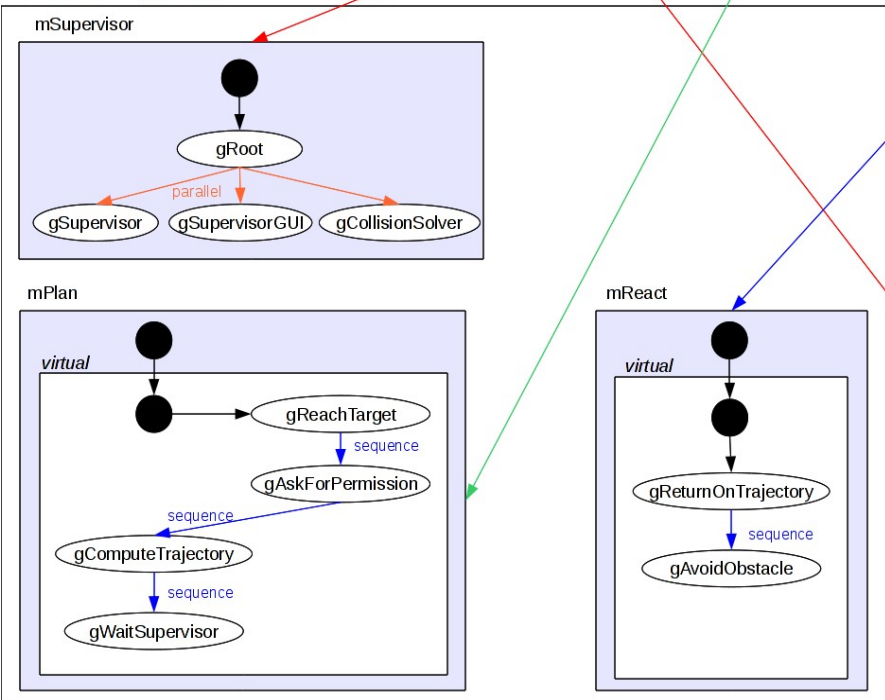 mSupervisor
gRoot
parallel
gSupervisor
gSupervisorGUI
gCollisionSolver
mPlan
virtual
gReachTarget
sequence
gAskForPermission
sequence
gComputeTrajectory
sequence
gWaitSupervisor
mReact
virtual
gReturnOnTrajectory
sequence
gAvoidObstacle